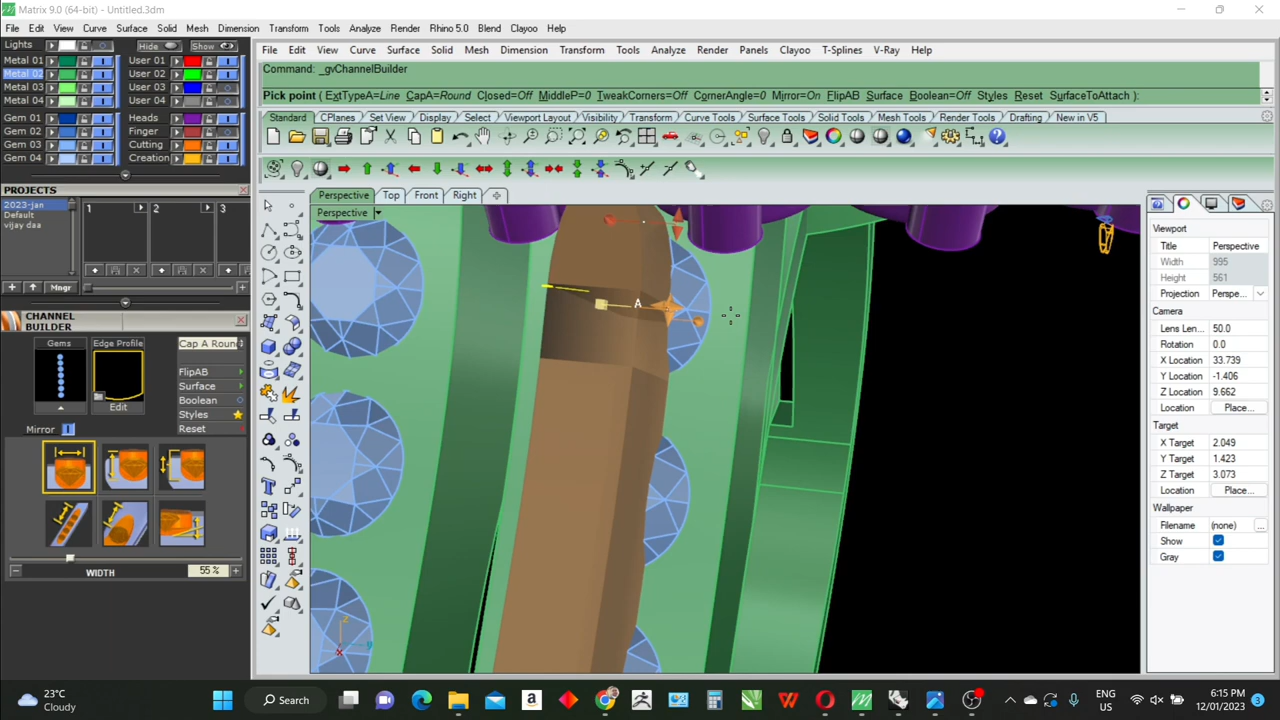 Matrix 9.0 (64-bit) - Untitled.3dm
File Edit View Curve Surface Solid Mesh Dimension Transform Tools Analyze Render Rhino 5.0 Blend Clayoo Help
Lights Hide Show
Metal 01 User 01
Metal 02 User 02
Metal 03 User 03
Metal 04 User 04
Gem 01 Heads
Gem 02 Finger
Gem 03 Cutting
Gem 04 Creation
PROJECTS
2023-jan
Default
vijay daa
1 2 3
Mngr
CHANNEL
BUILDER
Gems Edge Profile Cap A Round
FlipAB
Surface
Boolean
Edit Styles
Mirror Reset
WIDTH 55 %
File Edit View Curve Surface Solid Mesh Dimension Transform Tools Analyze Render Panels Clayoo T-Splines V-Ray Help
Command: _gvChannelBuilder
Pick point ( ExtTypeA=Line CapA=Round Closed=Off MiddleP=0 TweakCorners=Off CornerAngle=0 Mirror=On FlipAB Surface Boolean=Off Styles Reset SurfaceToAttach ):
Standard CPlanes Set View Display Select Viewport Layout Visibility Transform Curve Tools Surface Tools Solid Tools Mesh Tools Render Tools Drafting New in V5
Perspective Top Front Right
Perspective
A
z
y
x
Viewport
Title Perspective
Width 995
Height 561
Projection Perspe...
Camera
Lens Len... 50.0
Rotation 0.0
X Location 33.739
Y Location -1.406
Z Location 9.662
Location Place...
Target
X Target 2.049
Y Target 1.423
Z Target 3.073
Location Place...
Wallpaper
Filename (none) ...
Show
Gray
23°C
Cloudy
Search
ENG
US
6:15 PM
12/01/2023
3